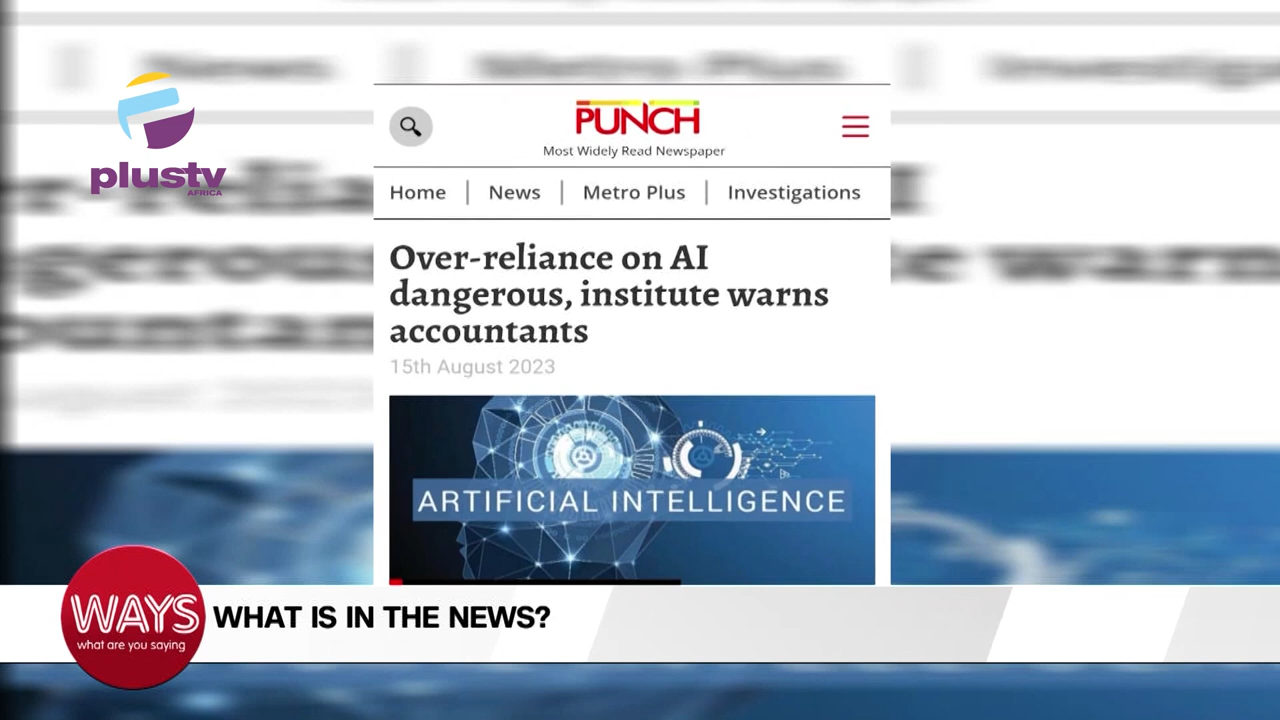 plustv
AFRICA
PUNCH
Most Widely Read Newspaper
Home | News | Metro Plus | Investigations
Over-reliance on AI
dangerous, institute warns
accountants
15th August 2023
ARTIFICIAL INTELLIGENCE
WAYS
what are you saying
WHAT IS IN THE NEWS?